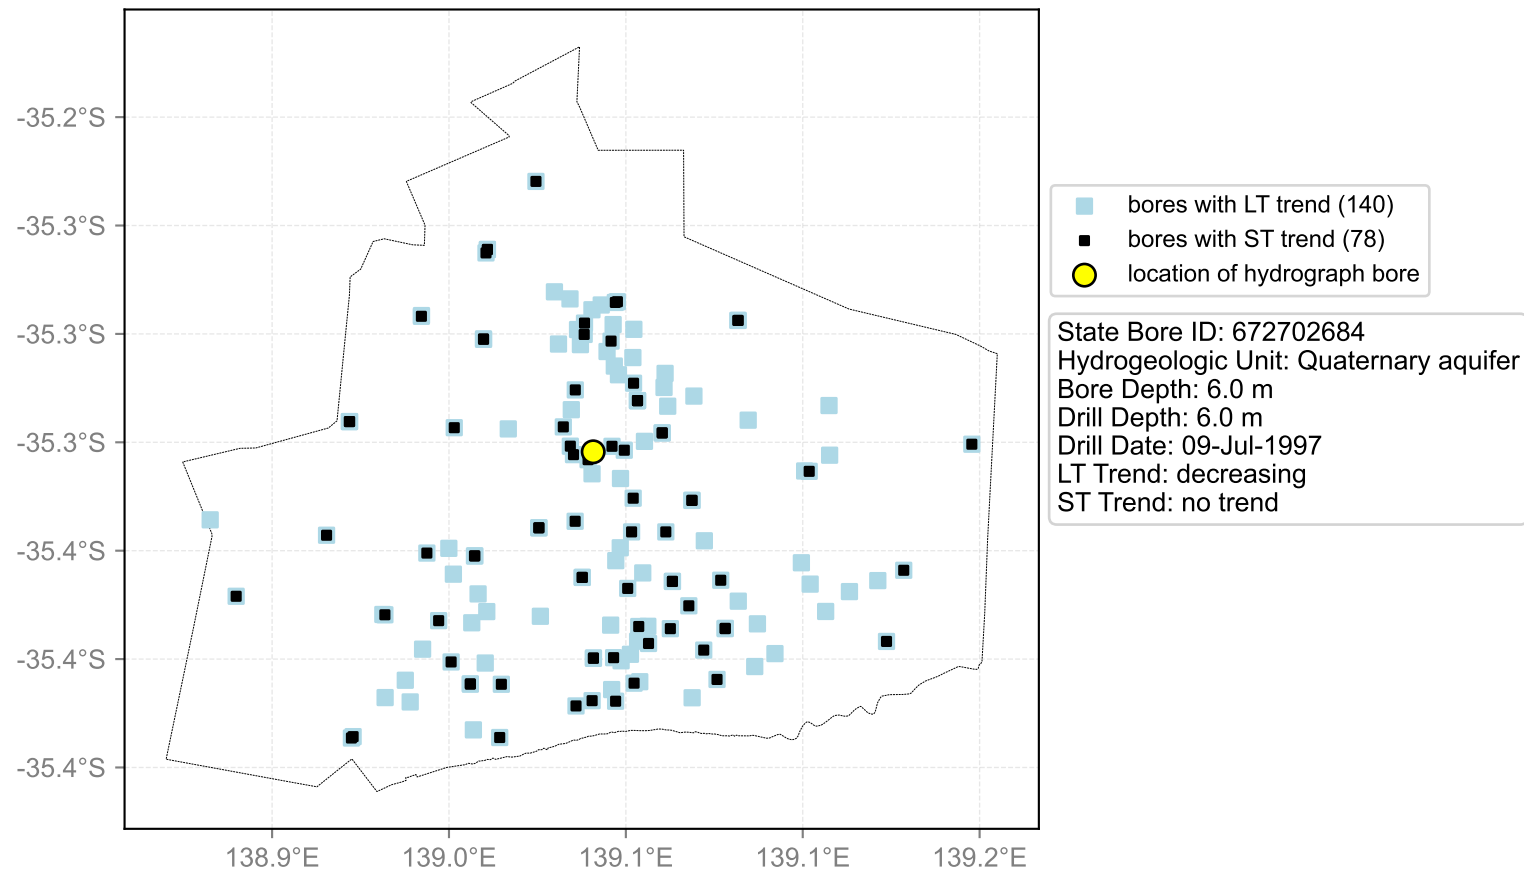 -35.2°S
-35.3°S
-35.3°S
-35.3°S
-35.4°S
-35.4°S
-35.4°S
138.9°E
139.0°E
139.1°E
139.1°E
139.2°E
bores with LT trend (140)
bores with ST trend (78)
location of hydrograph bore
State Bore ID: 672702684
Hydrogeologic Unit: Quaternary aquifer
Bore Depth: 6.0 m
Drill Depth: 6.0 m
Drill Date: 09-Jul-1997
LT Trend: decreasing
ST Trend: no trend